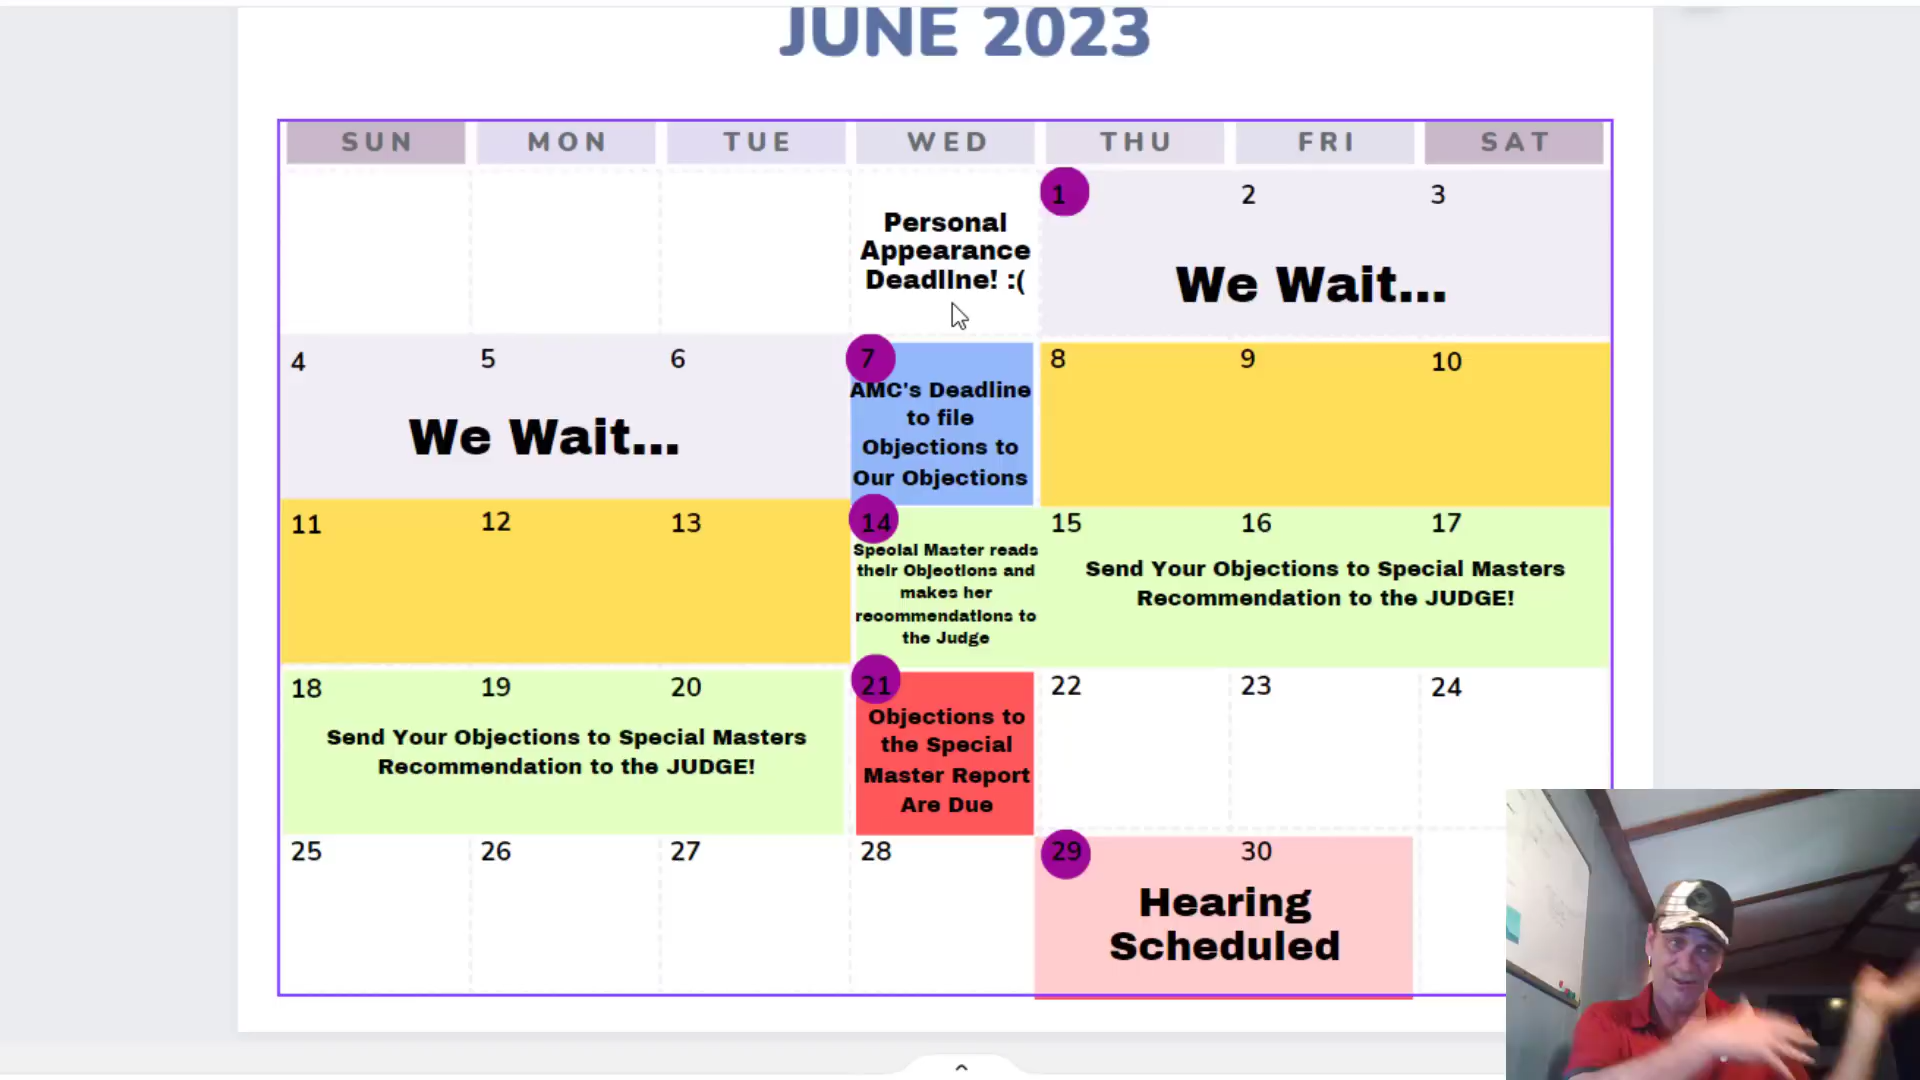 JUNE 2023
SUN MON TUE WED THU FRI SAT
Personal
Appearance
Deadline! :(
1 2 3
We Wait...
4 5 6 7 8 9 10
We Wait...
AMC's Deadline
to file
Objections to
Our Objections
11 12 13 14 15 16 17
Special Master reads
their Objections and
makes her
recommendations to
the Judge
Send Your Objections to Special Masters
Recommendation to the JUDGE!
18 19 20 21 22 23 24
Send Your Objections to Special Masters
Recommendation to the JUDGE!
Objections to
the Special
Master Report
Are Due
25 26 27 28 29 30
Hearing
Scheduled